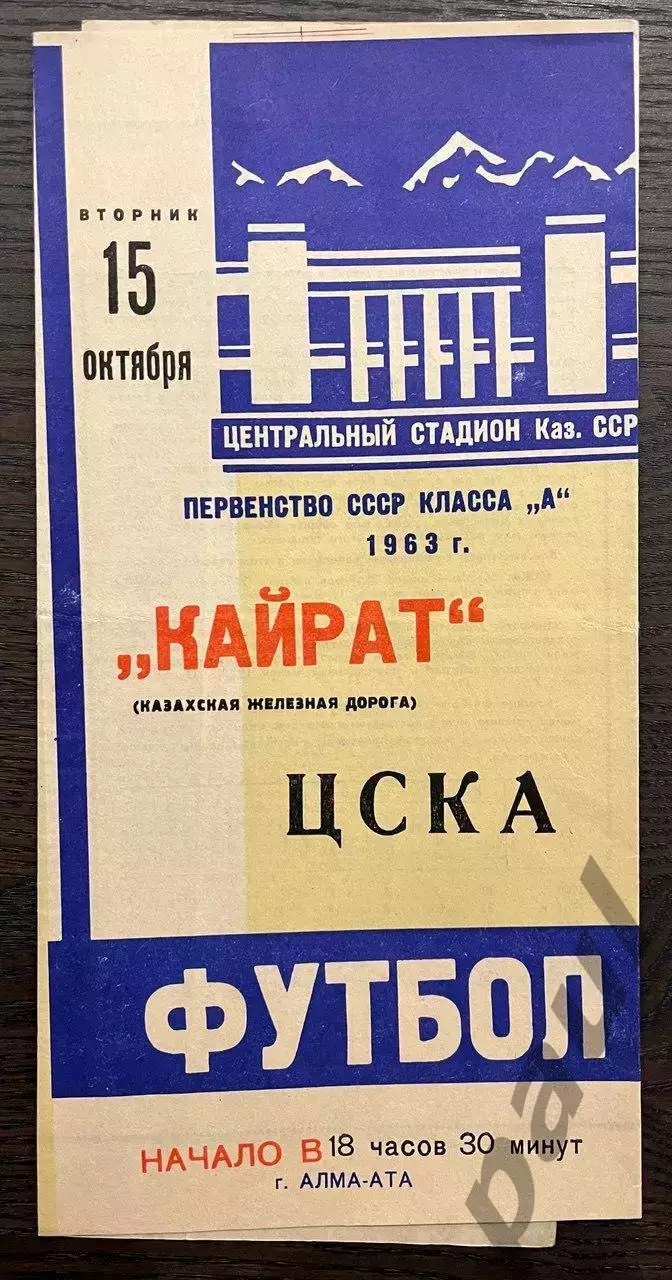 ВТОРНИК
15
октября
ЦЕНТРАЛЬНЫЙ СТАДИОН Каз. ССР
ПЕРВЕНСТВО СССР КЛАССА „А“
1963 г.
„КАЙРАТ“
(КАЗАХСКАЯ ЖЕЛЕЗНАЯ ДОРОГА)
ЦСКА
ФУТБОЛ
НАЧАЛО В 18 часов 30 минут
г. АЛМА-АТА
paul